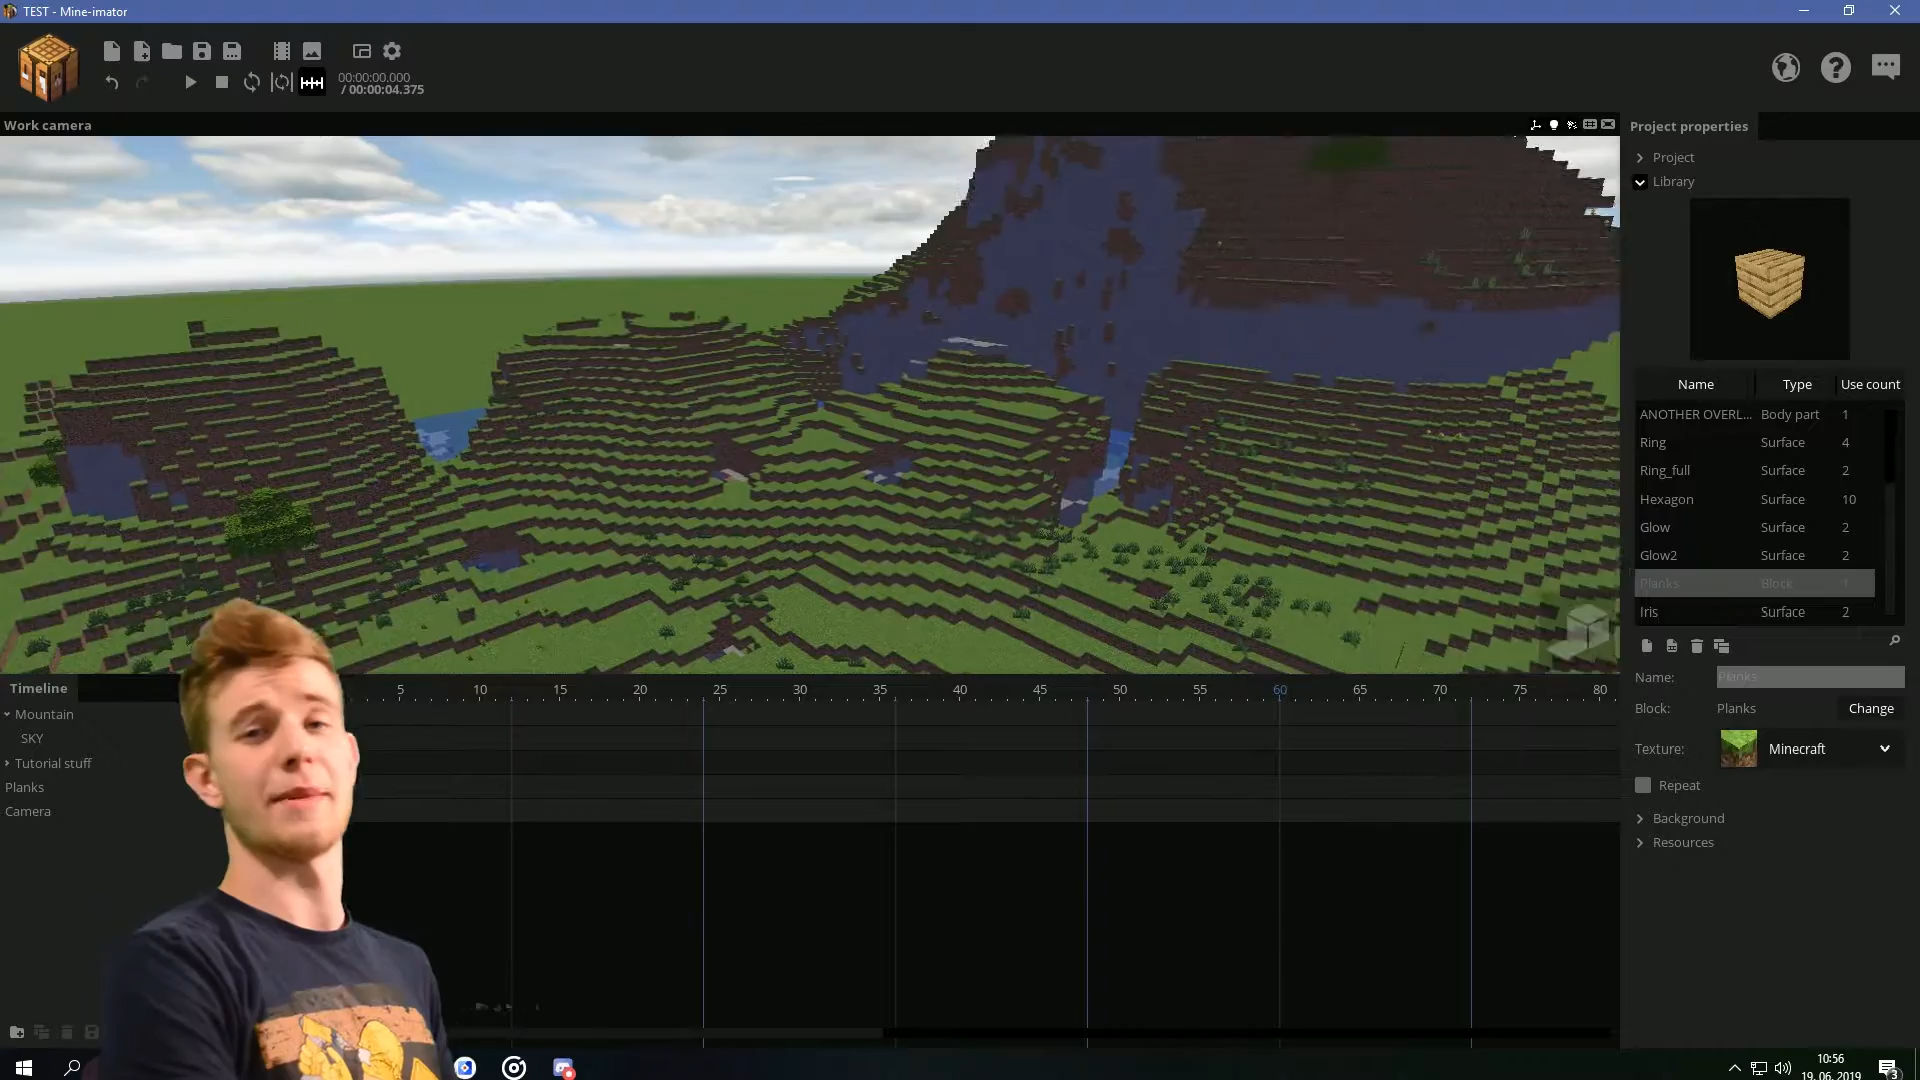 TEST - Mine-imator
00:00:00.000
/ 00:00:04.375
Work camera
Project properties
Project
Library
Name Type Use count
ANOTHER OVERL... Body part 1
Ring Surface 4
Ring_full Surface 2
Hexagon Surface 10
Glow Surface 2
Glow2 Surface 2
Planks Block 1
Iris Surface 2
Name: Planks
Block: Planks Change
Texture: Minecraft
Repeat
Background
Resources
Timeline
5 10 15 20 25 30 35 40 45 50 55 60 65 70 75 80
Mountain
SKY
Tutorial stuff
Planks
Camera
10:56
19. 06. 2019
3